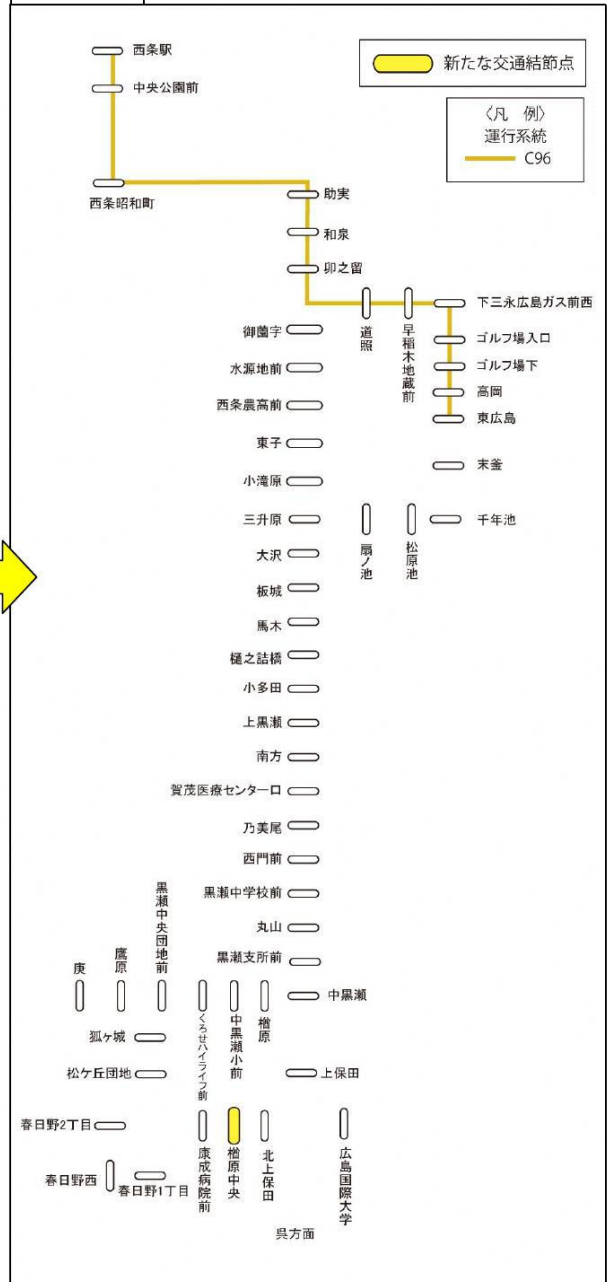 西条駅
中央公園前
新たな交通結節点
〈凡　例〉
運行系統
C96
西条昭和町
助実
和泉
卯之留
道照
早稲木地蔵前
下三永広島ガス前西
ゴルフ場入口
ゴルフ場下
高岡
東広島
御薗宇
水源地前
西条農高前
東子
末釜
小滝原
三升原
扇ノ池
松原池
千年池
大沢
板城
馬木
樋之詰橋
小多田
上黒瀬
南方
賀茂医療センター口
乃美尾
西門前
黒瀬中学校前
丸山
黒瀬支所前
庚
鷹原
黒瀬中央団地前
くろせハイライフ前
中黒瀬小前
楢原
中黒瀬
狐ヶ城
松ケ丘団地
上保田
春日野2丁目
春日野西
春日野1丁目
康成病院前
楢原中央
北上保田
広島国際大学
呉方面